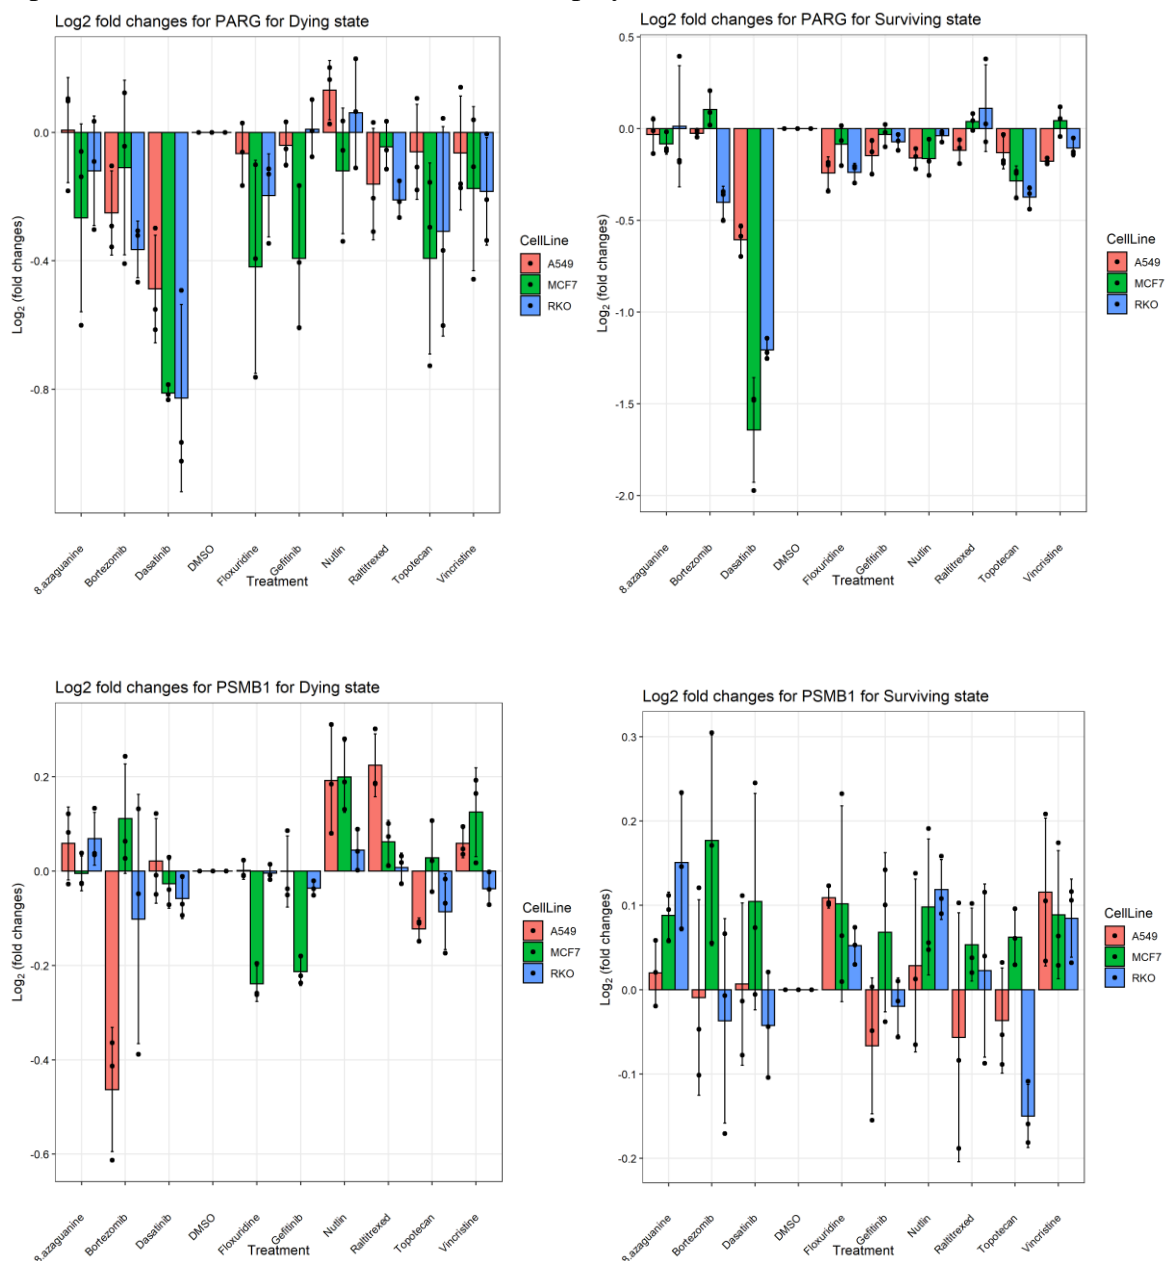 Log2 fold changes for PARG for Dying state
0.0
-0.4
-0.8
Log₂ (fold changes)
8.azaguanine
Bortezomib
Dasatinib
DMSO
Floxuridine
Gefitinib
Nutlin
Raltitrexed
Topotecan
Vincristine
Treatment
CellLine
A549
MCF7
RKO
Log2 fold changes for PARG for Surviving state
0.5
0.0
-0.5
-1.0
-1.5
-2.0
Log₂ (fold changes)
8.azaguanine
Bortezomib
Dasatinib
DMSO
Floxuridine
Gefitinib
Nutlin
Raltitrexed
Topotecan
Vincristine
Treatment
CellLine
A549
MCF7
RKO
Log2 fold changes for PSMB1 for Dying state
0.2
0.0
-0.2
-0.4
-0.6
Log₂ (fold changes)
8.azaguanine
Bortezomib
Dasatinib
DMSO
Floxuridine
Gefitinib
Nutlin
Raltitrexed
Topotecan
Vincristine
Treatment
CellLine
A549
MCF7
RKO
Log2 fold changes for PSMB1 for Surviving state
0.3
0.2
0.1
0.0
-0.1
-0.2
Log₂ (fold changes)
8.azaguanine
Bortezomib
Dasatinib
DMSO
Floxuridine
Gefitinib
Nutlin
Raltitrexed
Topotecan
Vincristine
Treatment
CellLine
A549
MCF7
RKO